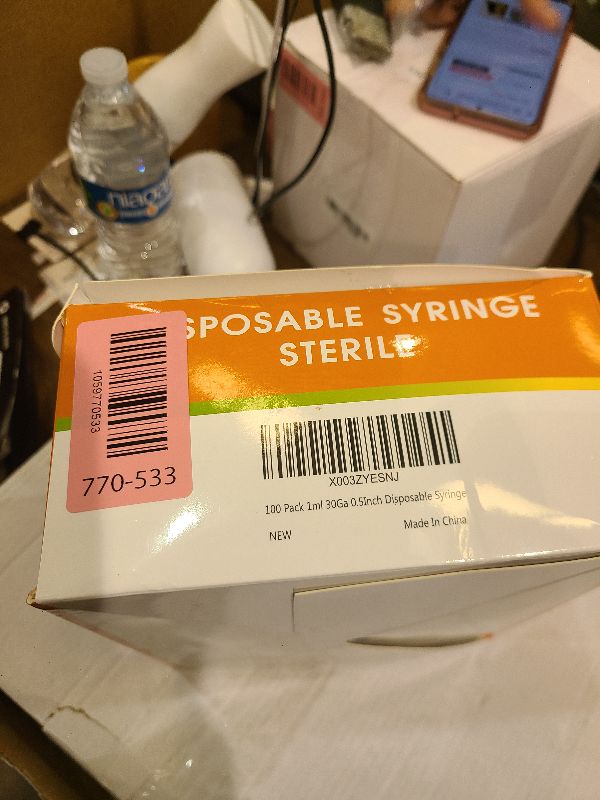 niagara
SPOSABLE SYRINGE
STERILE
1059770533
770-533
X003ZYESNJ
100 Pack 1ml 30Ga 0.5Inch Disposable Syringe
NEW
Made In China